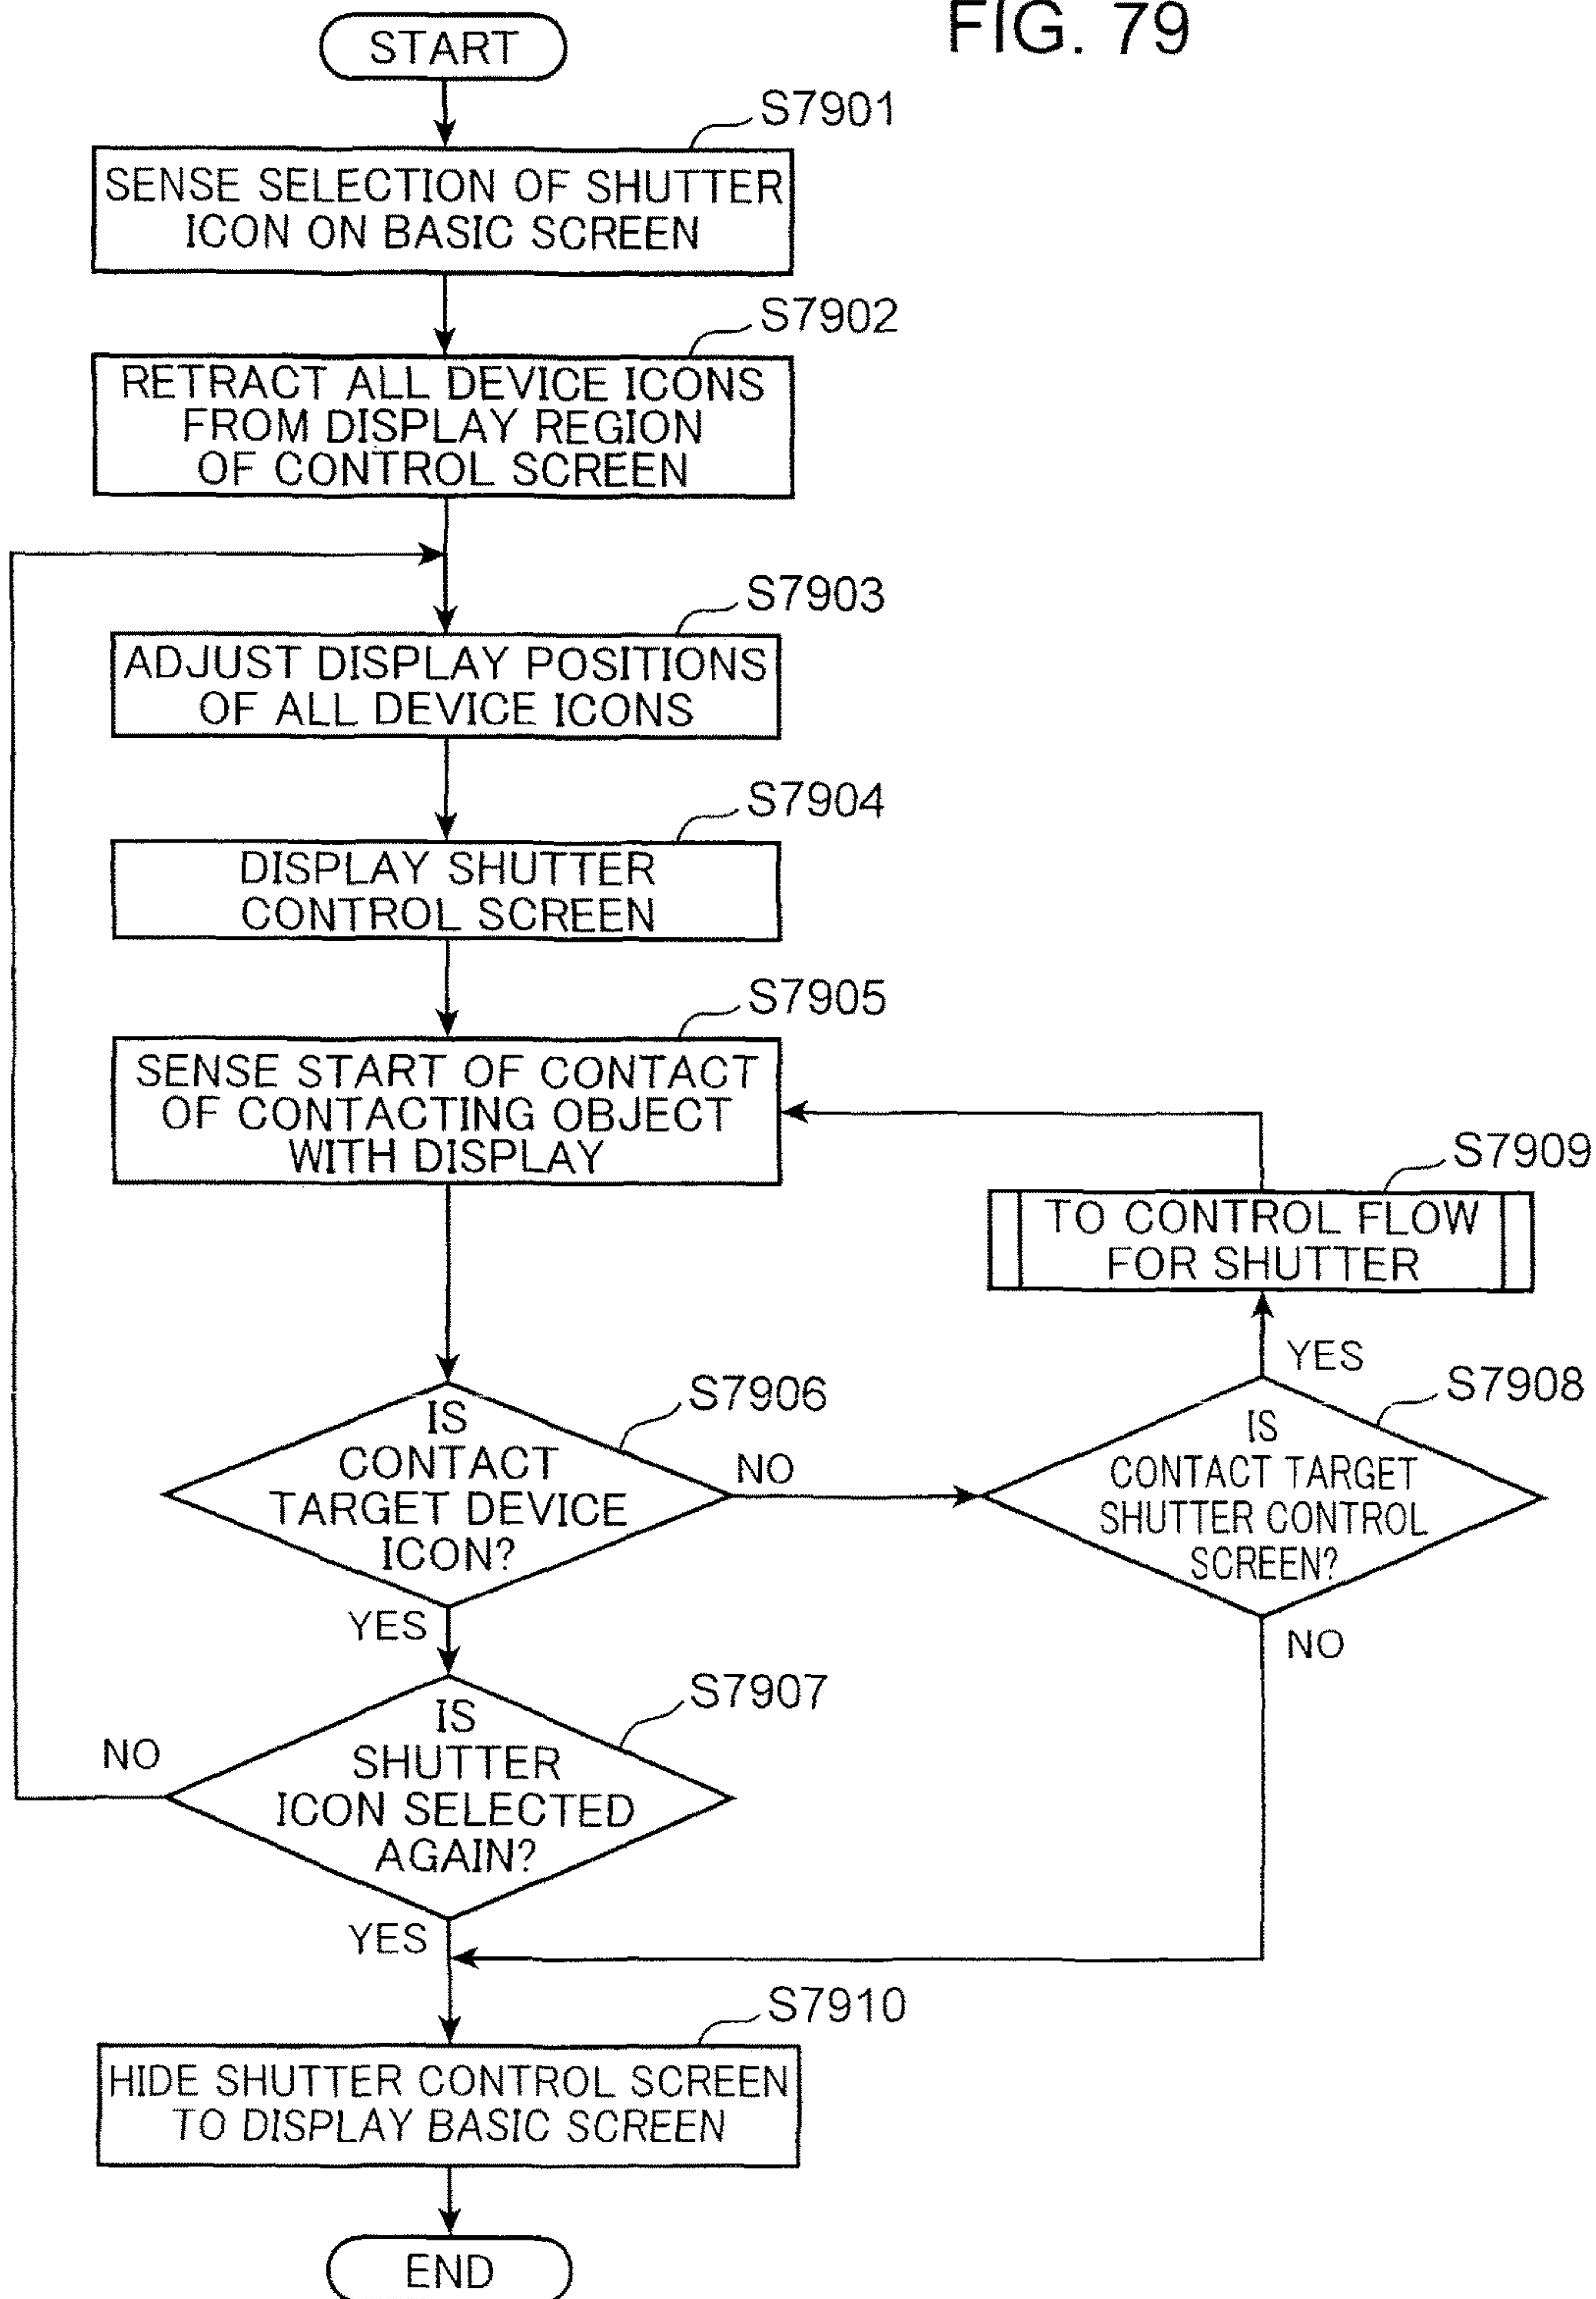 FIG. 79
START
S7901
SENSE SELECTION OF SHUTTER
ICON ON BASIC SCREEN
S7902
RETRACT ALL DEVICE ICONS
FROM DISPLAY REGION
OF CONTROL SCREEN
S7903
ADJUST DISPLAY POSITIONS
OF ALL DEVICE ICONS
S7904
DISPLAY SHUTTER
CONTROL SCREEN
S7905
SENSE START OF CONTACT
OF CONTACTING OBJECT
WITH DISPLAY
S7909
TO CONTROL FLOW
FOR SHUTTER
YES
S7908
IS
CONTACT TARGET
SHUTTER CONTROL
SCREEN?
NO
S7906
IS
CONTACT
TARGET DEVICE
ICON?
NO
YES
S7907
IS
SHUTTER
ICON SELECTED
AGAIN?
NO
YES
S7910
HIDE SHUTTER CONTROL SCREEN
TO DISPLAY BASIC SCREEN
END